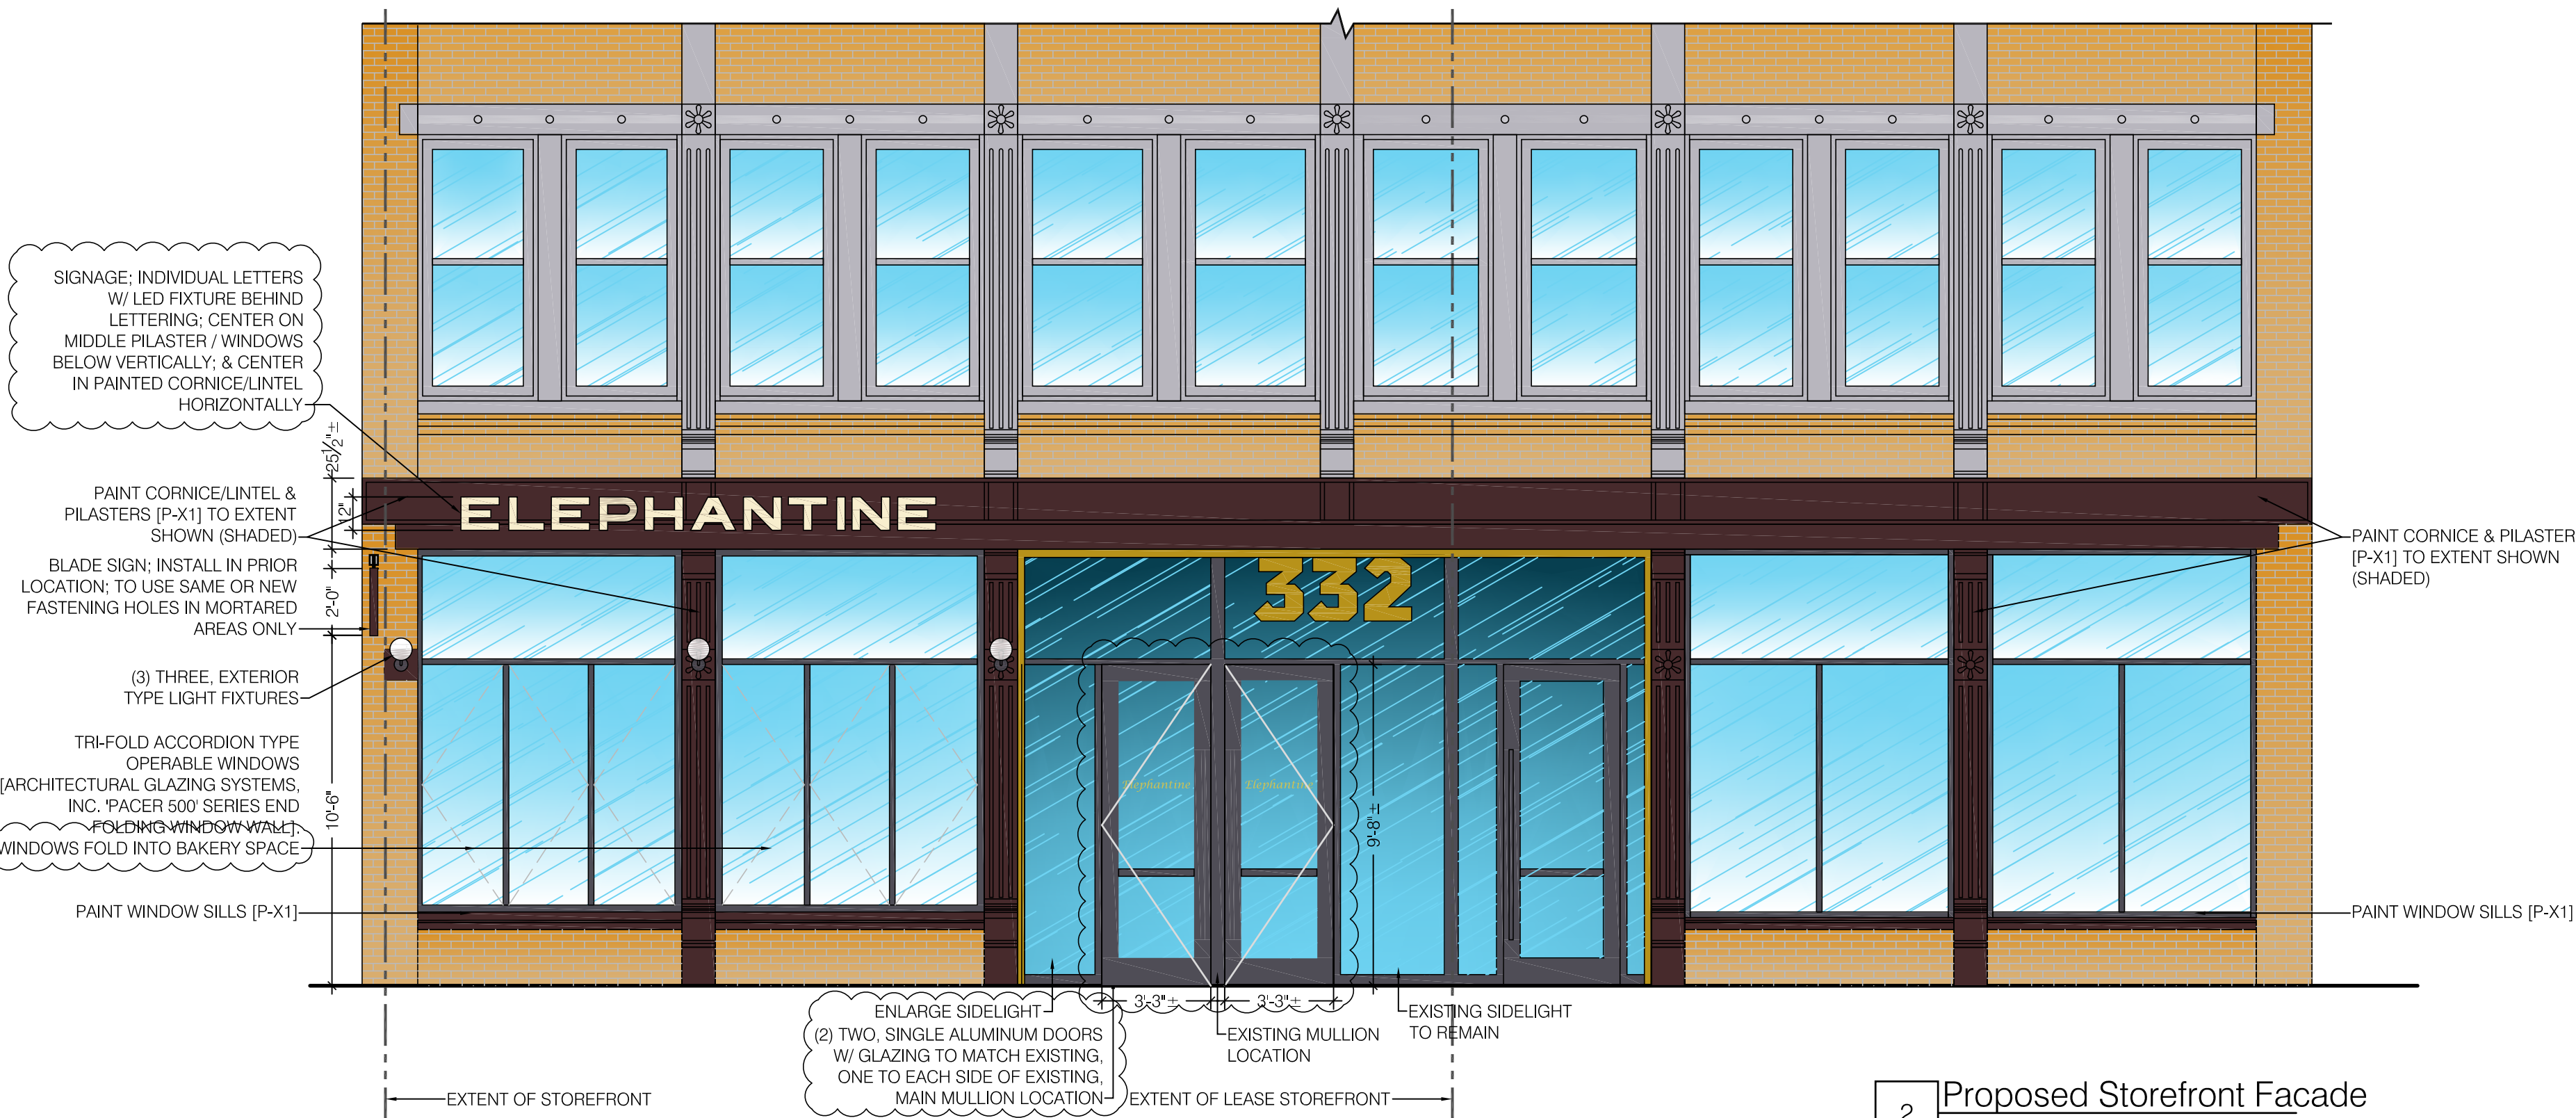 SIGNAGE; INDIVIDUAL LETTERS
W/ LED FIXTURE BEHIND
LETTERING; CENTER ON
MIDDLE PILASTER / WINDOWS
BELOW VERTICALLY; & CENTER
IN PAINTED CORNICE/LINTEL
HORIZONTALLY
25½"±
PAINT CORNICE/LINTEL &
PILASTERS [P-X1] TO EXTENT
SHOWN (SHADED)
12"
ELEPHANTINE
BLADE SIGN; INSTALL IN PRIOR
LOCATION; TO USE SAME OR NEW
FASTENING HOLES IN MORTARED
AREAS ONLY
2'-0"
332
PAINT CORNICE & PILASTER
[P-X1] TO EXTENT SHOWN
(SHADED)
(3) THREE, EXTERIOR
TYPE LIGHT FIXTURES
TRI-FOLD ACCORDION TYPE
OPERABLE WINDOWS
[ARCHITECTURAL GLAZING SYSTEMS,
INC. 'PACER 500' SERIES END
FOLDING WINDOW WALL].
WINDOWS FOLD INTO BAKERY SPACE
10'-6"
Elephantine
Elephantine
9'-8"±
PAINT WINDOW SILLS [P-X1]
PAINT WINDOW SILLS [P-X1]
3'-3"±
3'-3"±
ENLARGE SIDELIGHT
(2) TWO, SINGLE ALUMINUM DOORS
W/ GLAZING TO MATCH EXISTING,
ONE TO EACH SIDE OF EXISTING,
MAIN MULLION LOCATION
EXISTING MULLION
LOCATION
EXISTING SIDELIGHT
TO REMAIN
EXTENT OF STOREFRONT
EXTENT OF LEASE STOREFRONT
2
Proposed Storefront Facade